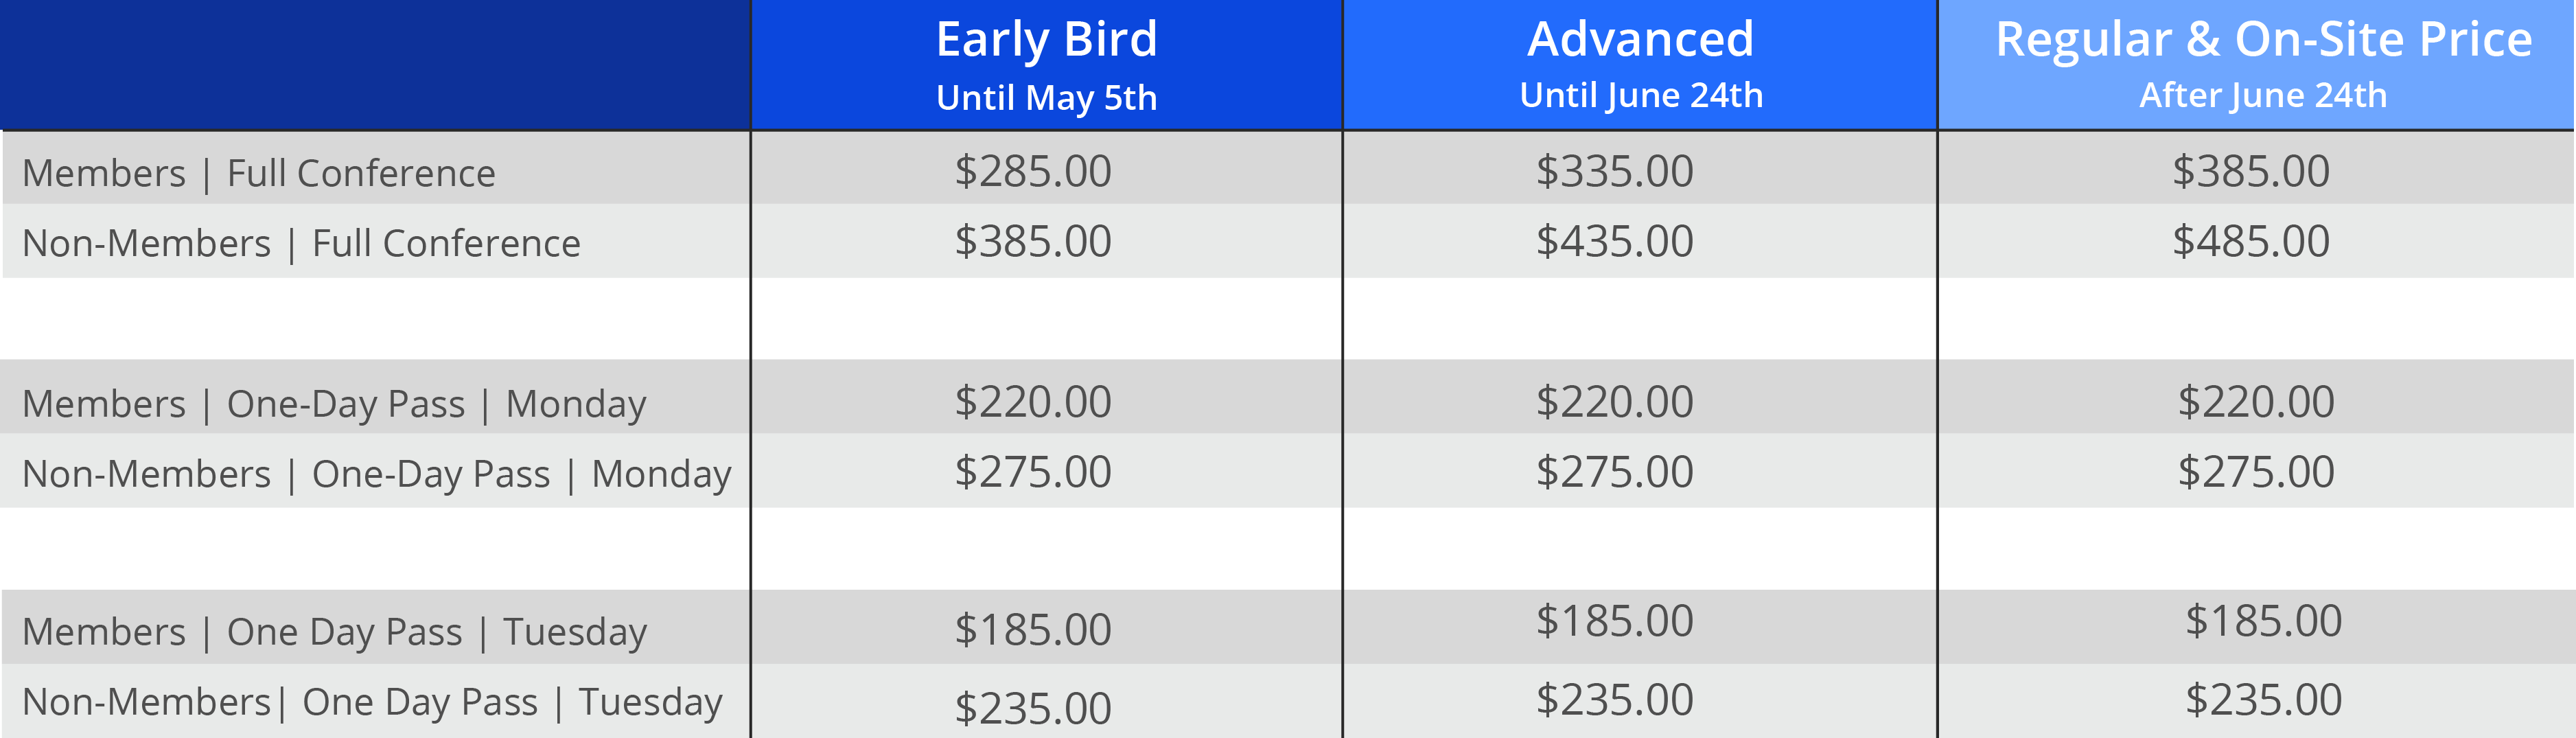 Early Bird Advanced Regular & On-Site Price
Until May 5th Until June 24th After June 24th
Members | Full Conference $285.00 $335.00 $385.00
Non-Members | Full Conference $385.00 $435.00 $485.00
Members | One-Day Pass | Monday $220.00 $220.00 $220.00
Non-Members | One-Day Pass | Monday $275.00 $275.00 $275.00
Members | One Day Pass | Tuesday $185.00 $185.00 $185.00
Non-Members| One Day Pass | Tuesday $235.00 $235.00 $235.00